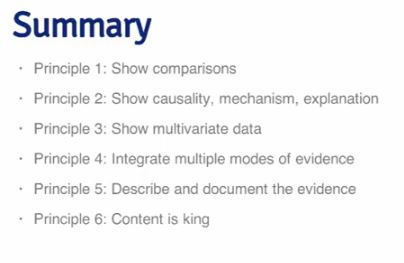 Summary
· Principle 1: Show comparisons
· Principle 2: Show causality, mechanism, explanation
· Principle 3: Show multivariate data
· Principle 4: Integrate multiple modes of evidence
· Principle 5: Describe and document the evidence
· Principle 6: Content is king